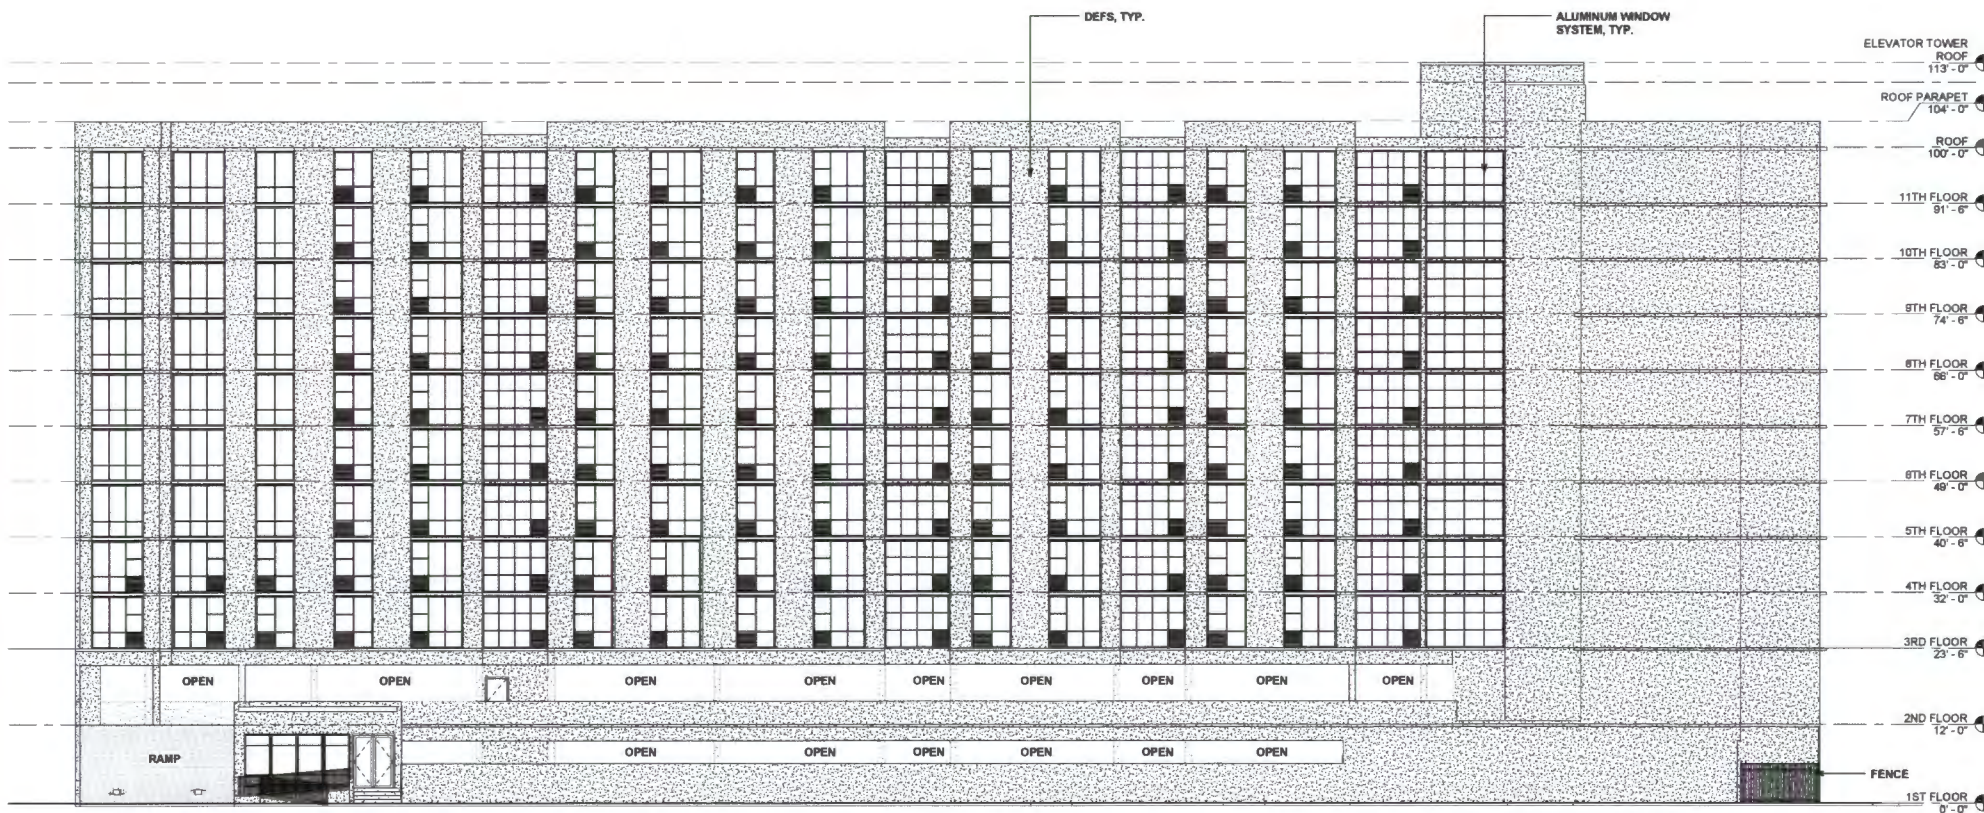 DEFS, TYP.
ALUMINUM WINDOW
SYSTEM, TYP.
ELEVATOR TOWER
ROOF
113' - 0"
ROOF PARAPET
104' - 0"
ROOF
100' - 0"
11TH FLOOR
91' - 6"
10TH FLOOR
83' - 0"
9TH FLOOR
74' - 6"
8TH FLOOR
66' - 0"
7TH FLOOR
57' - 6"
6TH FLOOR
49' - 0"
5TH FLOOR
40' - 6"
4TH FLOOR
32' - 0"
3RD FLOOR
23' - 6"
OPEN OPEN OPEN OPEN OPEN OPEN OPEN OPEN OPEN
2ND FLOOR
12' - 0"
OPEN OPEN OPEN OPEN OPEN OPEN
RAMP
FENCE
1ST FLOOR
0' - 0"